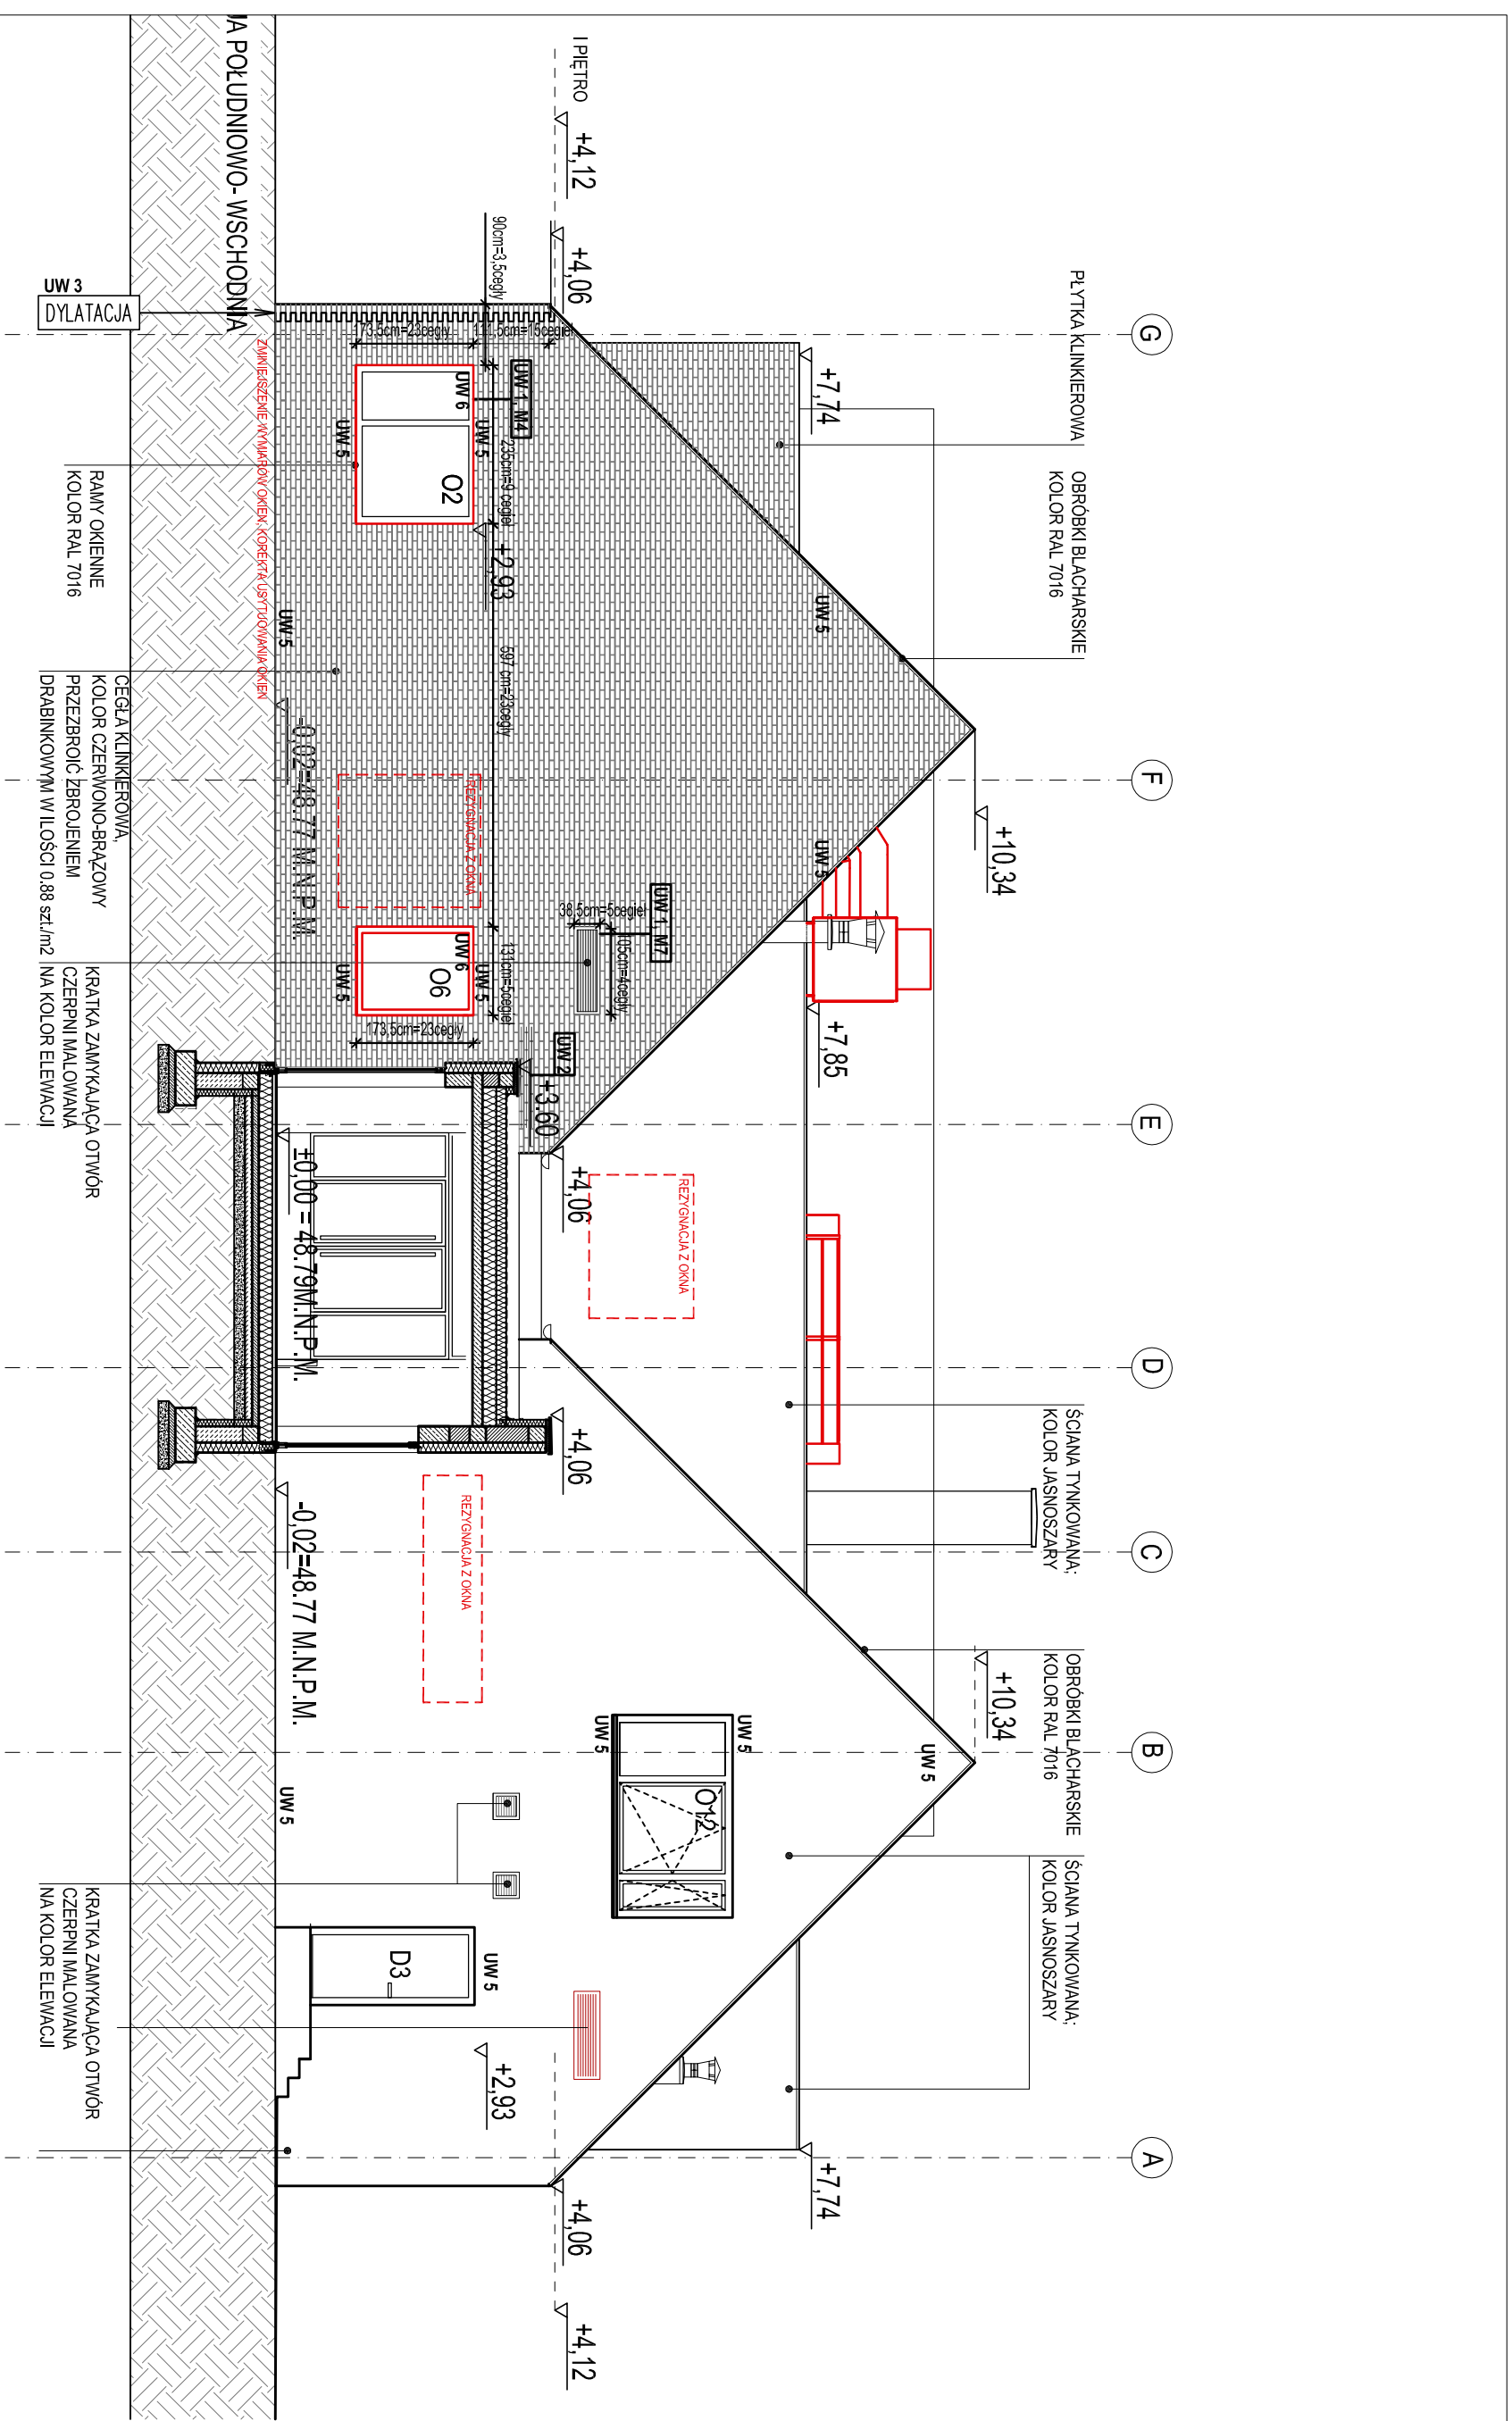 G
F
E
D
C
B
A
PŁYTKA KLINKIEROWA
OBRÓBKI BLACHARSKIE
KOLOR RAL 7016
ŚCIANA TYNKOWANA;
KOLOR JASNOSZARY
OBRÓBKI BLACHARSKIE
KOLOR RAL 7016
ŚCIANA TYNKOWANA;
KOLOR JASNOSZARY
+10,34
+10,34
+7,74
+7,85
+7,74
UW 5
UW 5
UW 5
I PIĘTRO
+4,12
+4,06
+3.60
+4,06
+4,06
+4,06
+4,12
UW 1, M7
38,5cm=5cegieł
105cm=4cegły
UW 2
REZYGNACJA Z OKNA
UW 5
O12
UW 5
90cm=3,5cegły
UW 1, M4
235cm=9 cegieł
597 cm=23cegły
131cm=5cegieł
111,5cm=15cegieł
173,5cm=23cegły
UW 6
UW 5
O2
UW 5
+2,93
REZYGNACJA Z OKNA
UW 6
UW 5
O6
UW 5
173,5cm=23cegły
REZYGNACJA Z OKNA
UW 5
D3
+2,93
-0,02=48.77 M.N.P.M.
±0,00 = 48.79M.N.P.M.
-0,02=48.77 M.N.P.M.
UW 5
UW 5
ZMNIEJSZENIE WYMIARÓW OKIEN, KOREKTA USYTUOWANIA OKIEN
JA POŁUDNIOWO- WSCHODNIA
UW 3
DYLATACJA
RAMY OKIENNE
KOLOR RAL 7016
CEGŁA KLINKIEROWA,
KOLOR CZERWONO-BRĄZOWY
PRZEZBROIĆ ZBROJENIEM
DRABINKOWYM W ILOŚCI 0.88 szt./m2
KRATKA ZAMYKAJĄCA OTWÓR
CZERPNI MALOWANA
NA KOLOR ELEWACJI
KRATKA ZAMYKAJĄCA OTWÓR
CZERPNI MALOWANA
NA KOLOR ELEWACJI